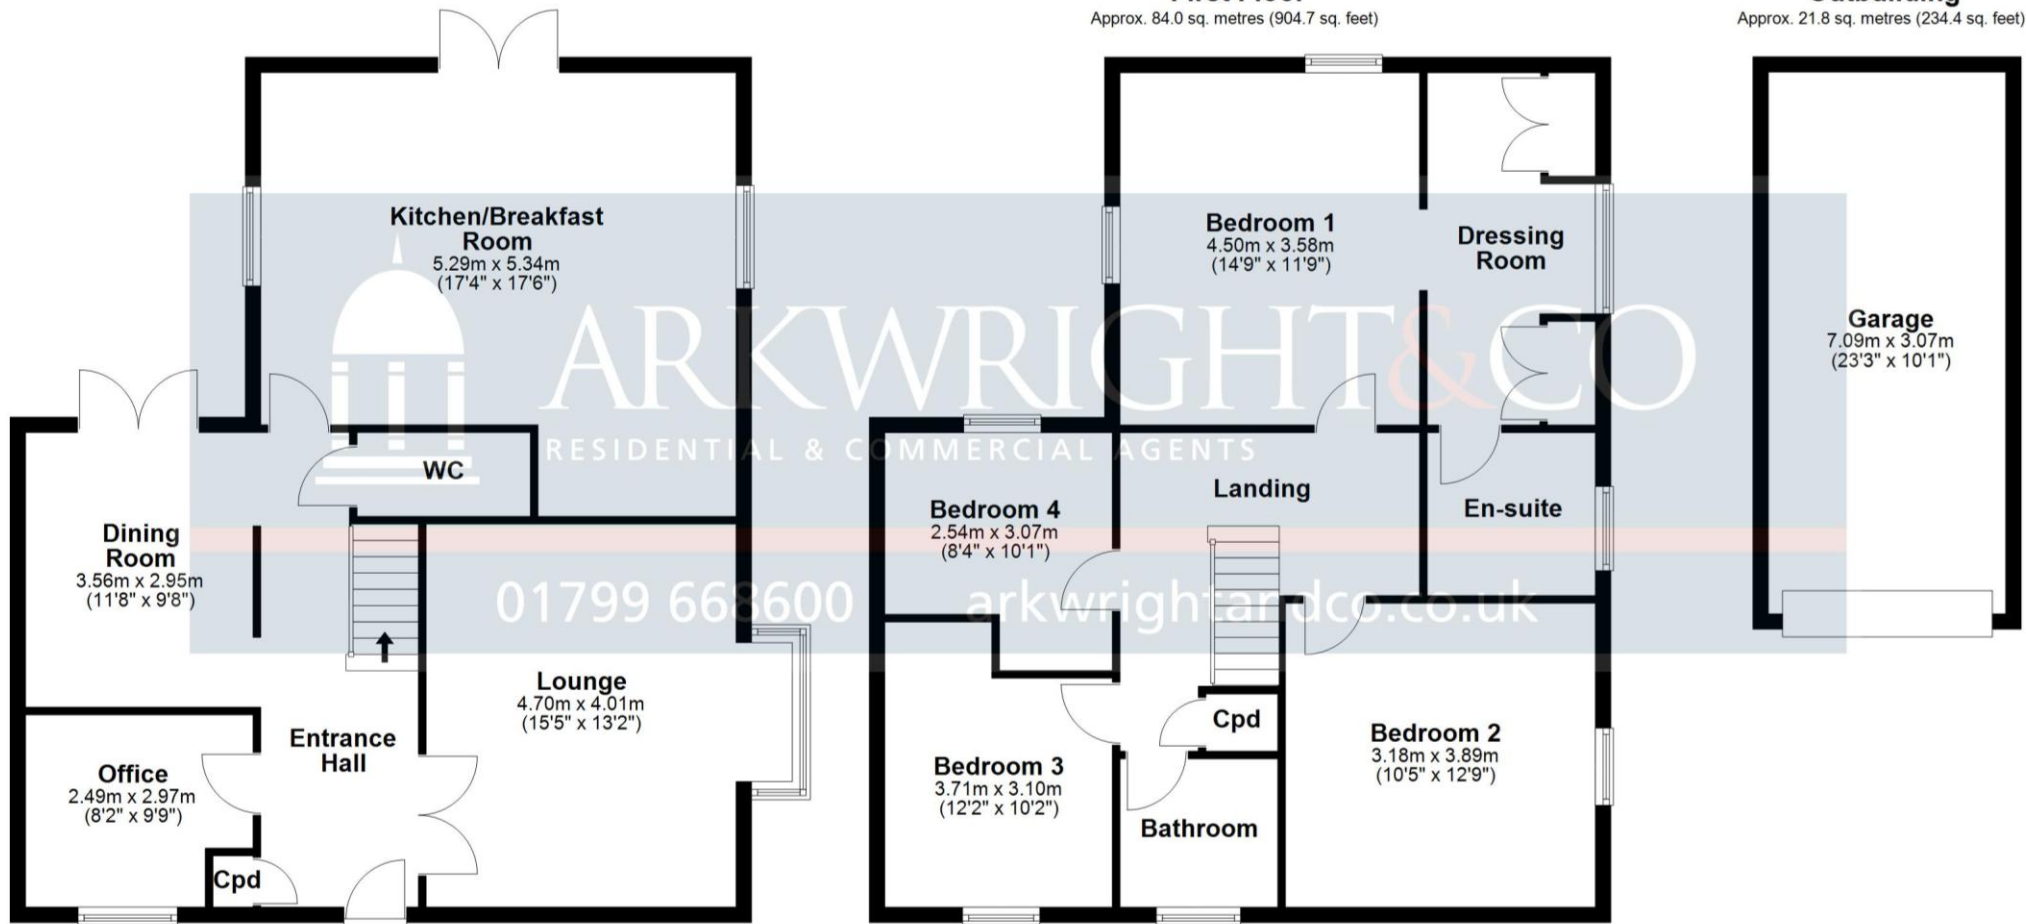 Approx. 84.0 sq. metres (904.7 sq. feet)
Approx. 21.8 sq. metres (234.4 sq. feet)
Kitchen/Breakfast
Room
5.29m x 5.34m
(17'4" x 17'6")
Bedroom 1
4.50m x 3.58m
(14'9" x 11'9")
Dressing
Room
Garage
7.09m x 3.07m
(23'3" x 10'1")
ARKWRIGHT&CO
RESIDENTIAL & COMMERCIAL AGENTS
WC
Landing
Bedroom 4
2.54m x 3.07m
(8'4" x 10'1")
En-suite
Dining
Room
3.56m x 2.95m
(11'8" x 9'8")
01799 668600
arkwrightandco.co.uk
Lounge
4.70m x 4.01m
(15'5" x 13'2")
Entrance
Hall
Cpd
Bedroom 2
3.18m x 3.89m
(10'5" x 12'9")
Office
2.49m x 2.97m
(8'2" x 9'9")
Bedroom 3
3.71m x 3.10m
(12'2" x 10'2")
Bathroom
Cpd